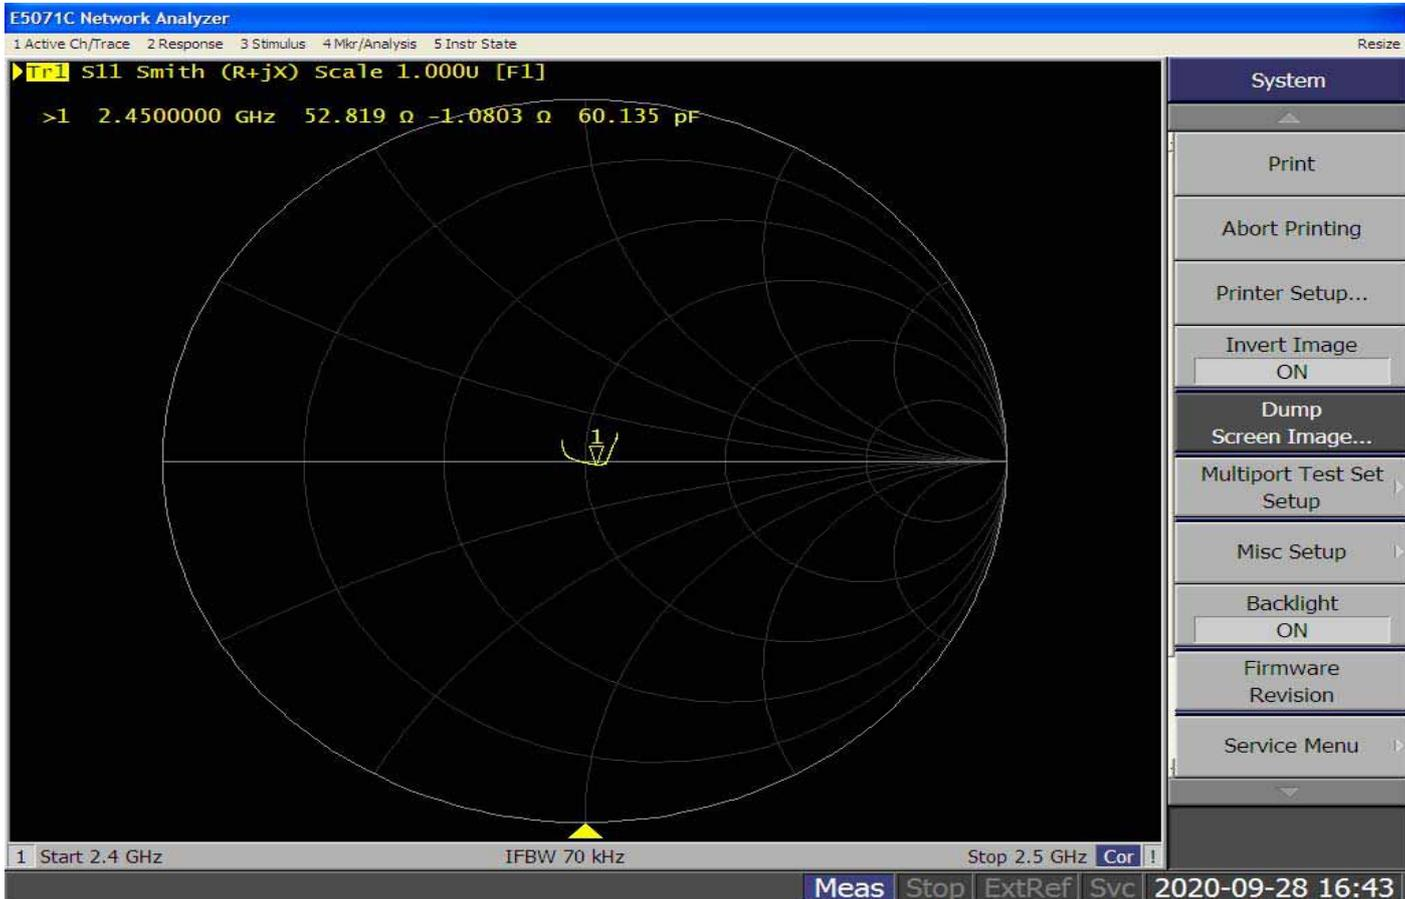 E5071C Network Analyzer
1 Active Ch/Trace 2 Response 3 Stimulus 4 Mkr/Analysis 5 Instr State Resize
Tr1 S11 Smith (R+jX) Scale 1.000U [F1]
>1 2.4500000 GHz 52.819 Ω -1.0803 Ω 60.135 pF
1
System
Print
Abort Printing
Printer Setup...
Invert Image
ON
Dump
Screen Image...
Multiport Test Set
Setup
Misc Setup
Backlight
ON
Firmware
Revision
Service Menu
1 Start 2.4 GHz IFBW 70 kHz Stop 2.5 GHz Cor !
Meas Stop ExtRef Svc 2020-09-28 16:43